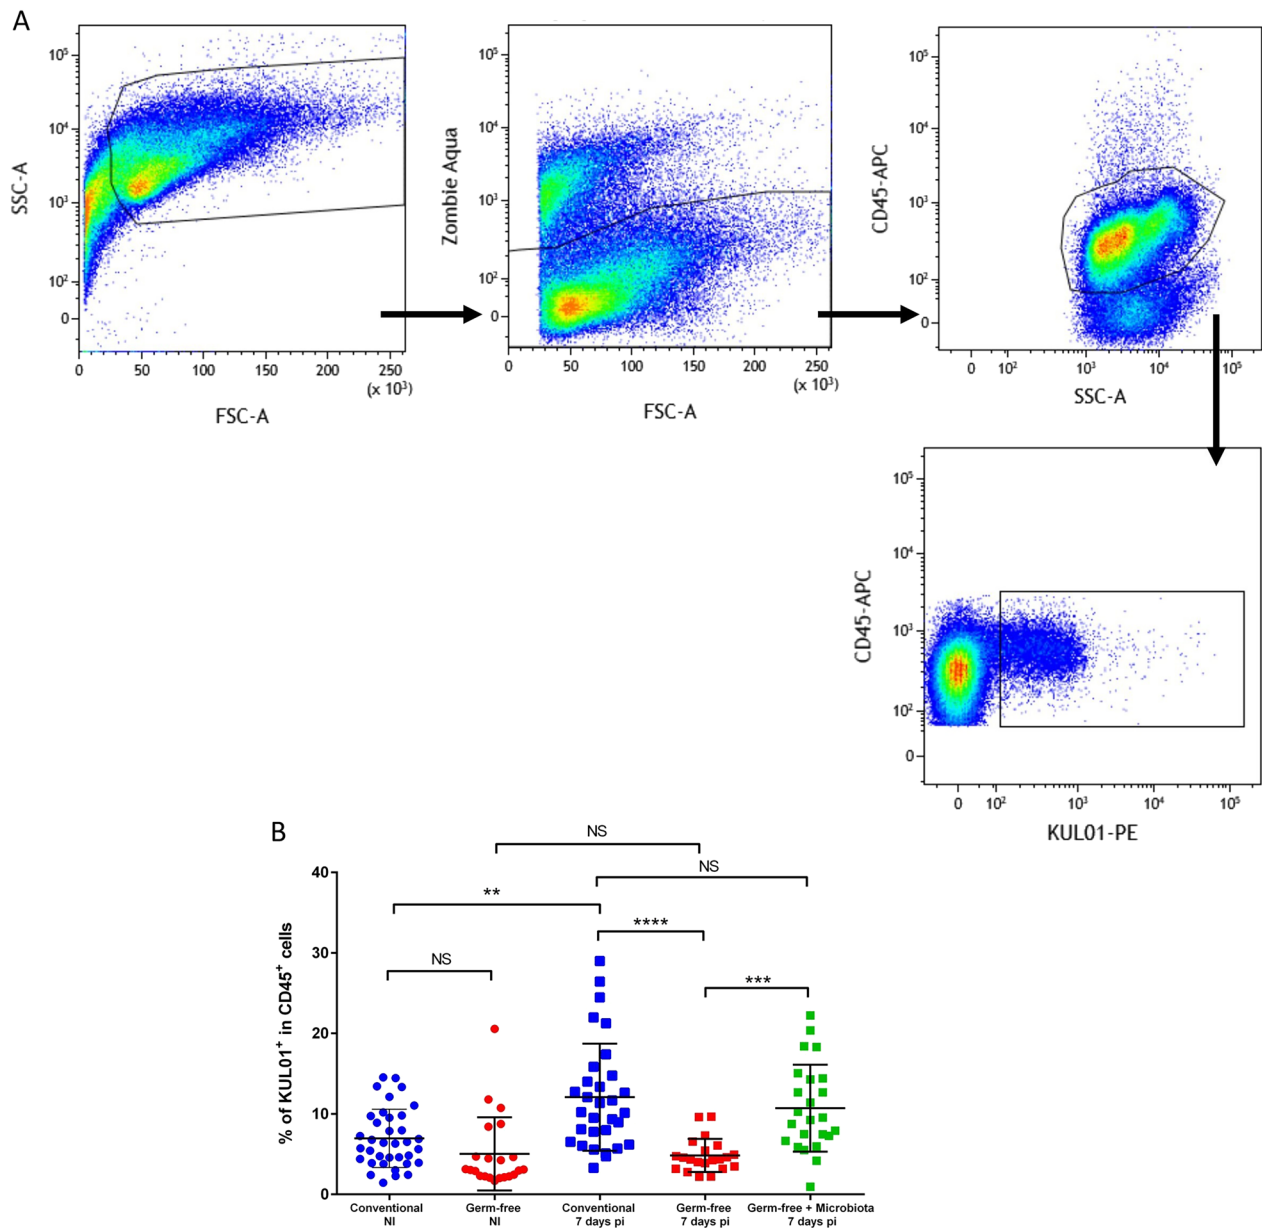 A
10⁵
10⁴
10³
10²
0
SSC-A
0 50 100 150 200 250
(x 10³)
FSC-A
10⁵
10⁴
10³
10²
0
Zombie Aqua
0 50 100 150 200 250
(x 10³)
FSC-A
10⁵
10⁴
10³
10²
0
CD45-APC
0 10² 10³ 10⁴ 10⁵
SSC-A
10⁵
10⁴
10³
10²
0
CD45-APC
0 10² 10³ 10⁴ 10⁵
KUL01-PE
B
NS
NS
**
****
NS
***
40
30
20
10
0
% of KUL01⁺ in CD45⁺ cells
Conventional Germ-free Conventional Germ-free Germ-free + Microbiota
NI NI 7 days pi 7 days pi 7 days pi